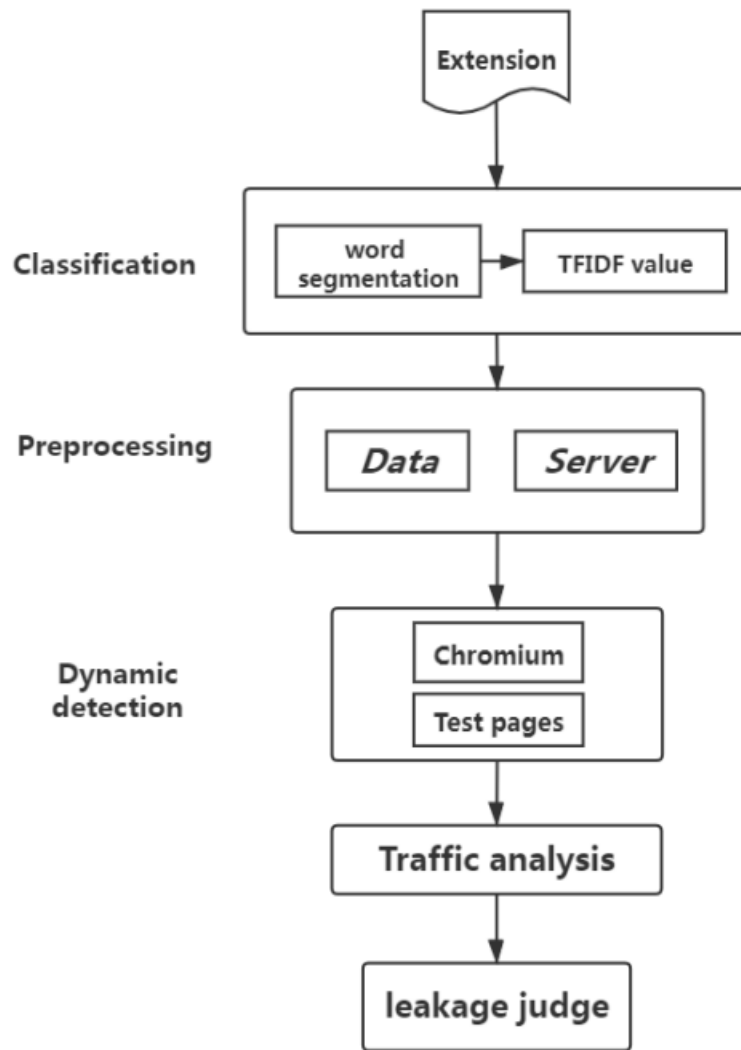 Extension
Classification
word
segmentation
TFIDF value
Preprocessing
Data
Server
Dynamic
detection
Chromium
Test pages
Traffic analysis
leakage judge